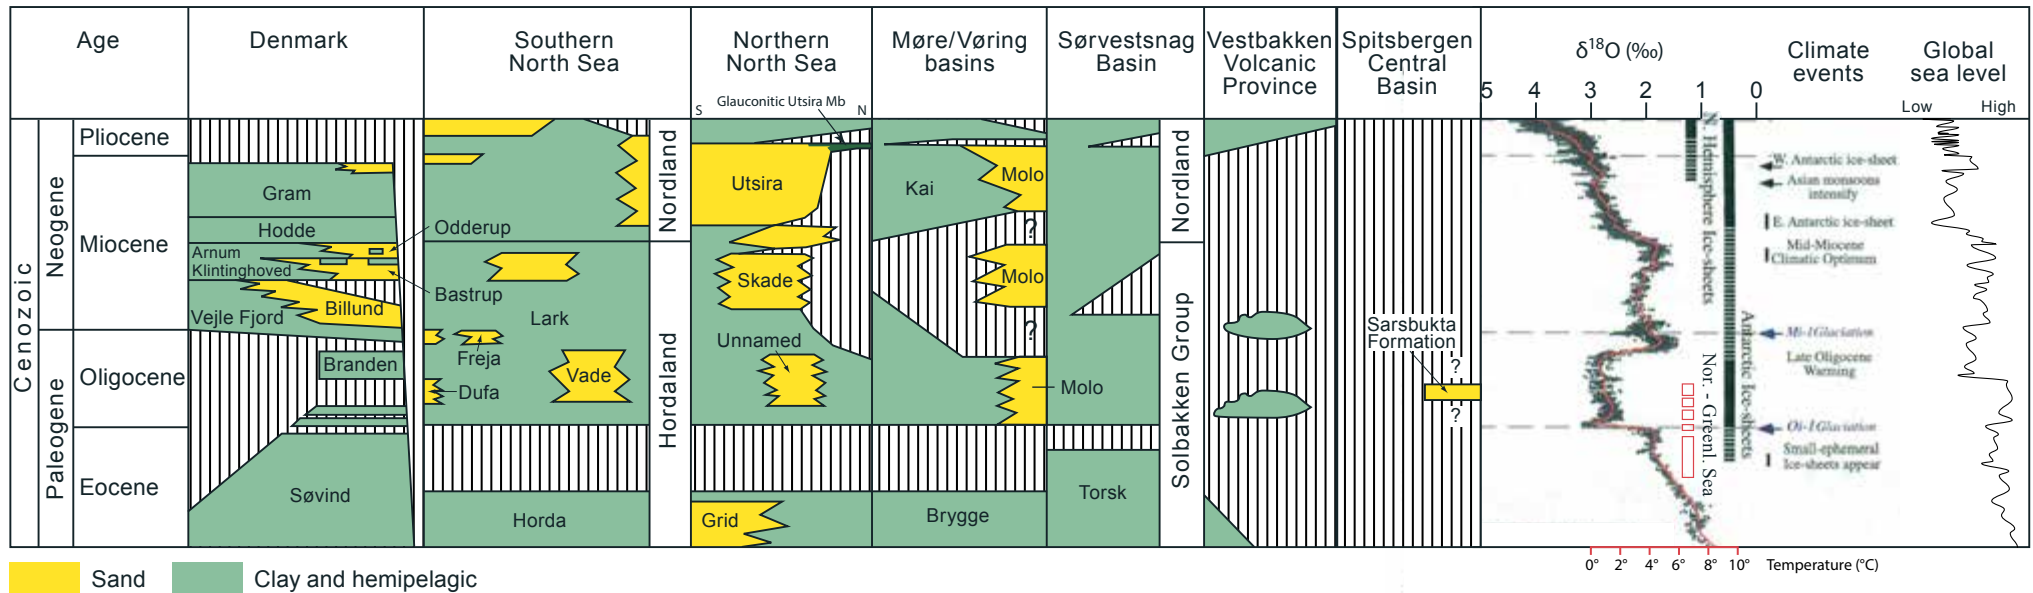 Age
Denmark
Southern
North Sea
Northern
North Sea
Møre/Vøring
basins
Sørvestsnag
Basin
Vestbakken
Volcanic
Province
Spitsbergen
Central
Basin
δ18O (‰)
5 4 3 2 1 0
Climate
events
Global
sea level
Low High
S Glauconitic Utsira Mb N
Cenozoic
Neogene
Paleogene
Pliocene
Miocene
Oligocene
Eocene
Gram
Hodde
Arnum
Klintinghoved
Billund
Vejle Fjord
Branden
Søvind
Odderup
Bastrup
Lark
Freja
Vade
Dufa
Horda
Nordland
Hordaland
Utsira
Skade
Unnamed
Grid
Kai
Molo
?
Molo
?
Molo
Brygge
Torsk
Nordland
Solbakken Group
Sarsbukta
Formation
?
?
N. Hemisphere Ice-sheets
Nor. - Greenl. Sea
Antarctic Ice-sheets
W. Antarctic ice-sheet
Asian monsoons
intensify
E. Antarctic ice-sheet
Mid-Miocene
Climatic Optimum
Mi-1Glaciation
Late Oligocene
Warming
Oi-1Glaciation
Small-ephemeral
Ice-sheets appear
0° 2° 4° 6° 8° 10° Temperature (°C)
Sand
Clay and hemipelagic